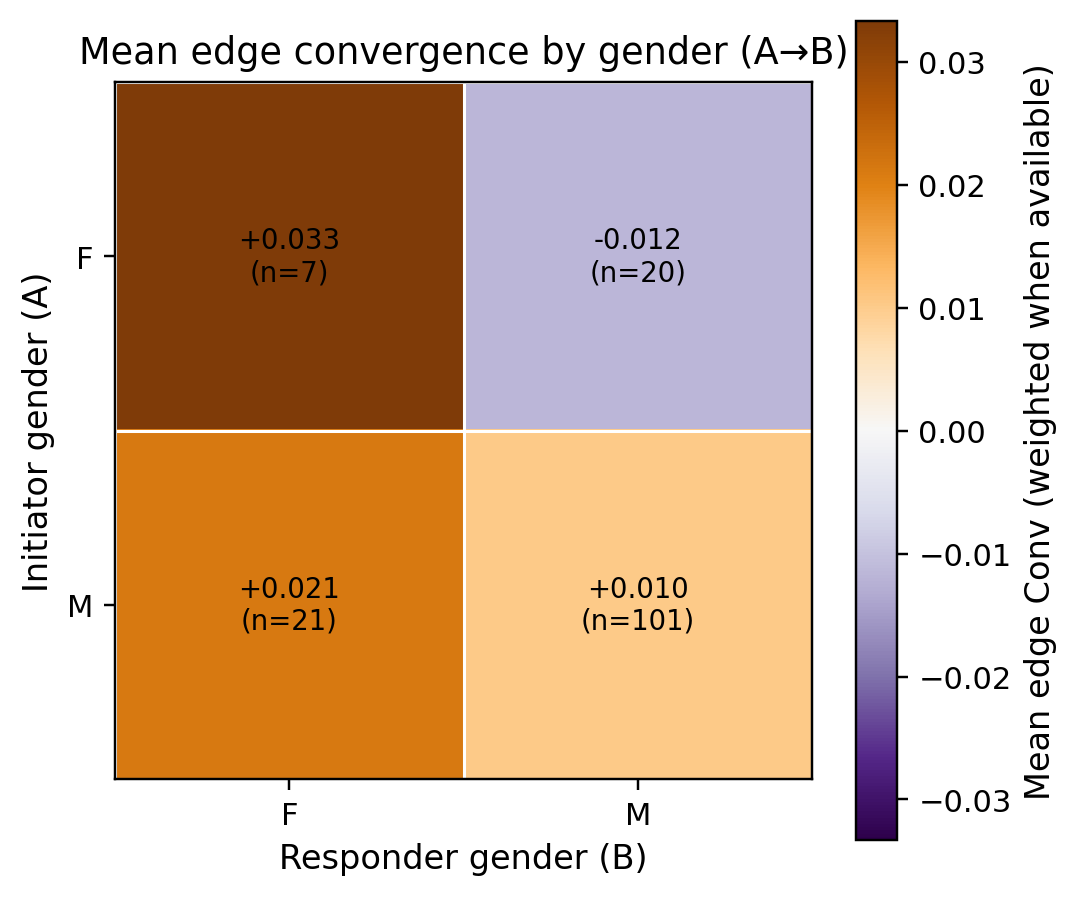 Mean edge convergence by gender (A→B)
Initiator gender (A)
F
M
+0.033
(n=7)
-0.012
(n=20)
+0.021
(n=21)
+0.010
(n=101)
F
M
Responder gender (B)
0.03
0.02
0.01
0.00
−0.01
−0.02
−0.03
Mean edge Conv (weighted when available)